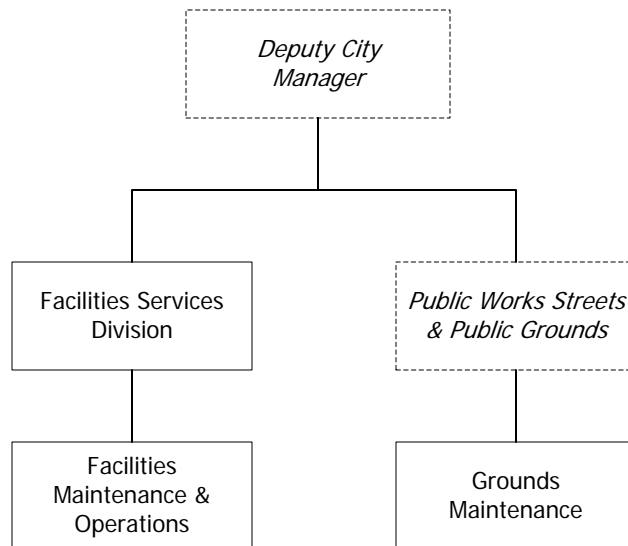 Deputy City
Manager
Facilities Services
Division
Public Works Streets
& Public Grounds
Facilities
Maintenance &
Operations
Grounds
Maintenance